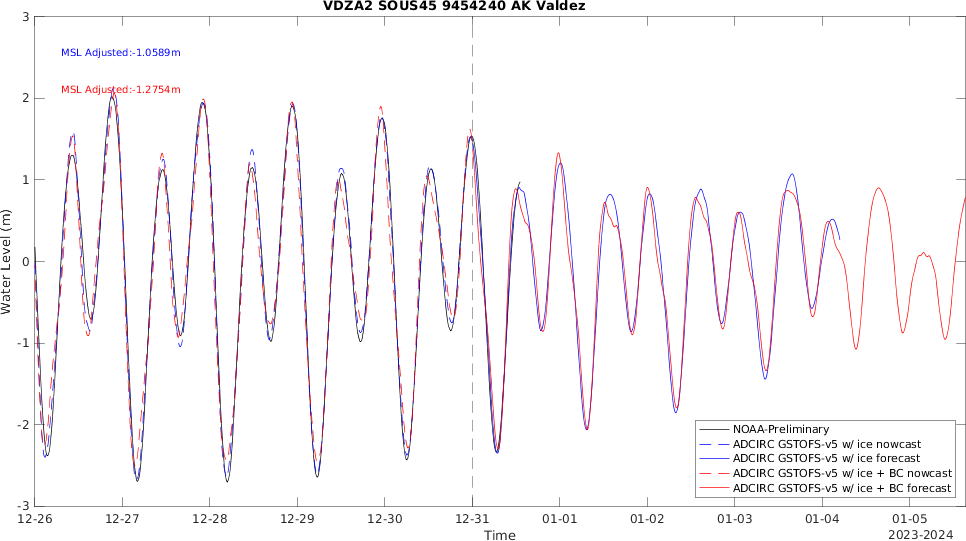 VDZA2 SOUS45 9454240 AK Valdez
MSL Adjusted:-1.0589m
MSL Adjusted:-1.2754m
Water Level (m)
3
2
1
0
-1
-2
-3
NOAA-Preliminary
ADCIRC GSTOFS-v5 w/ ice nowcast
ADCIRC GSTOFS-v5 w/ ice forecast
ADCIRC GSTOFS-v5 w/ ice + BC nowcast
ADCIRC GSTOFS-v5 w/ ice + BC forecast
12-26 12-27 12-28 12-29 12-30 12-31 01-01 01-02 01-03 01-04 01-05
Time
2023-2024